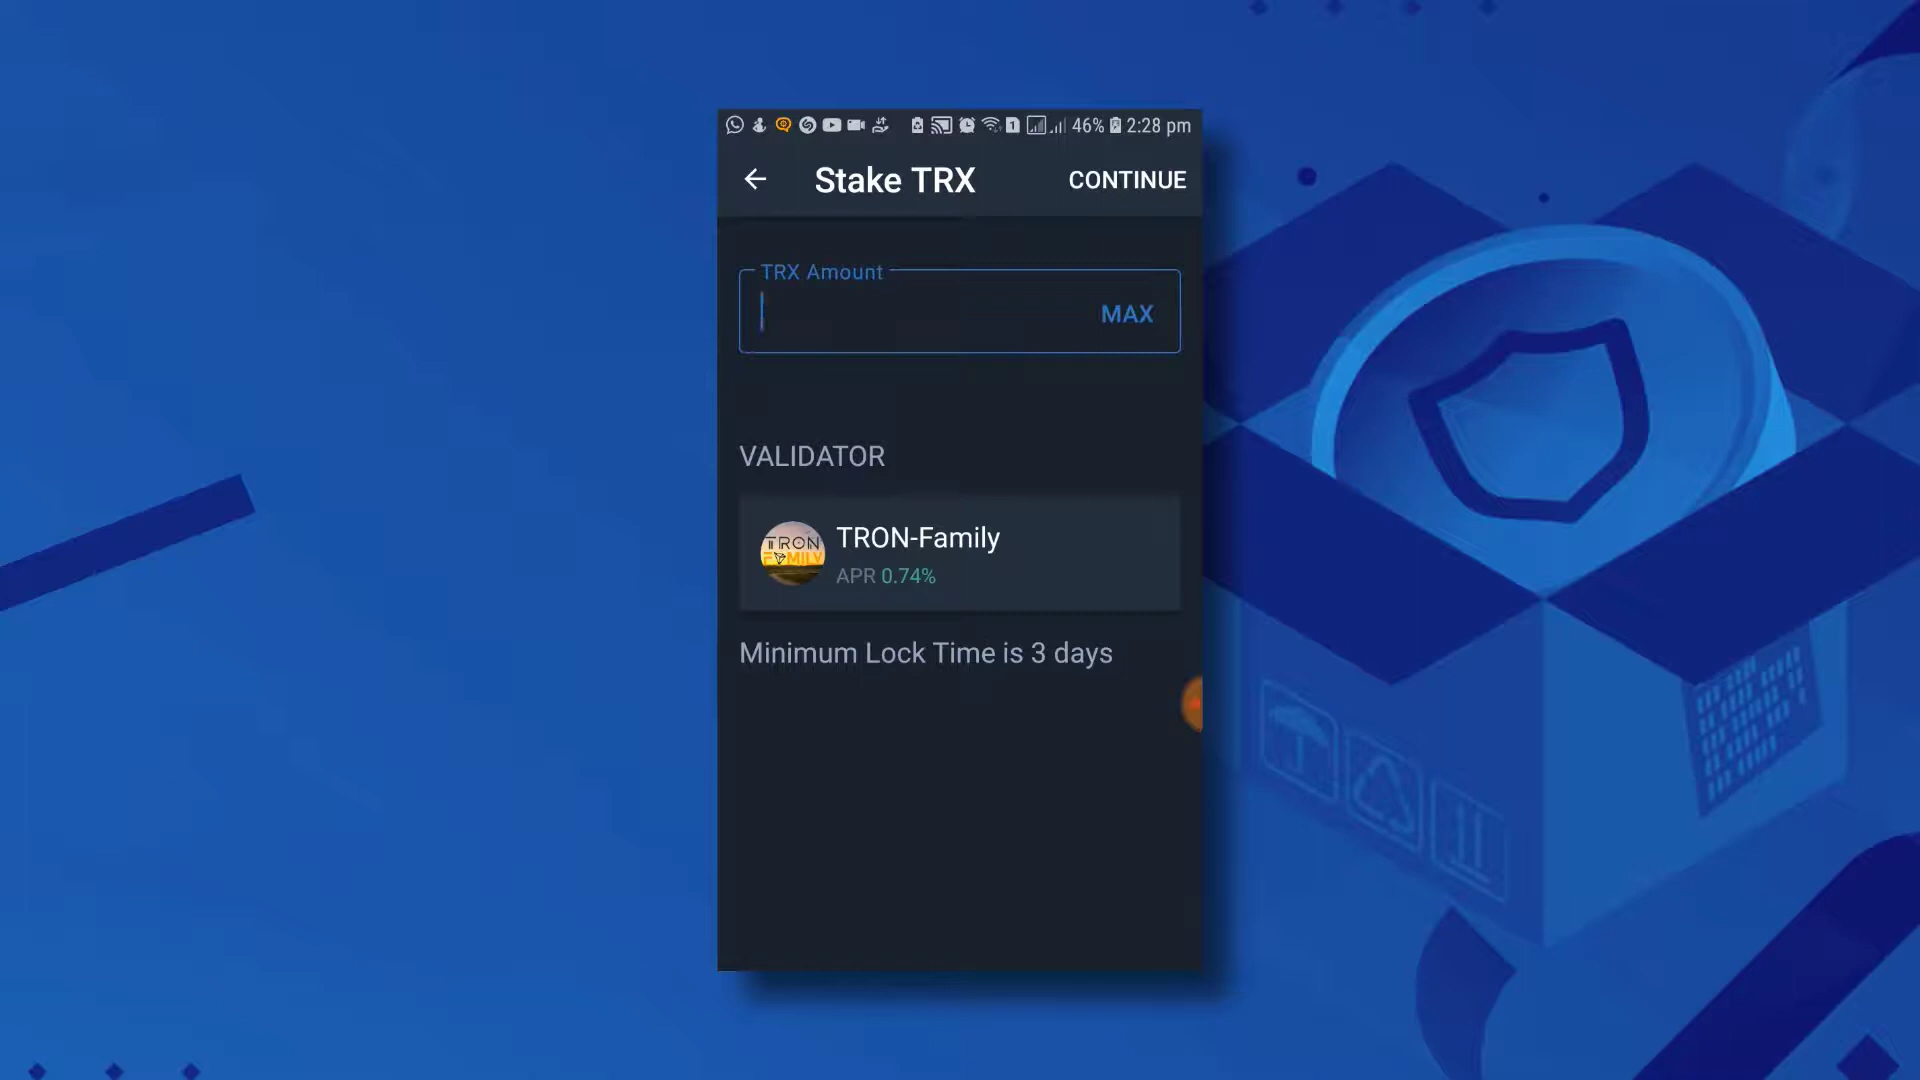 46% 2:28 pm
Stake TRX CONTINUE
TRX Amount
MAX
VALIDATOR
TRON FAMILY
TRON-Family
APR 0.74%
Minimum Lock Time is 3 days